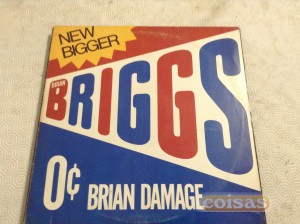 NEW
BIGGER
BRIAN
BRIGGS
0¢ BRIAN DAMAGE
coisas